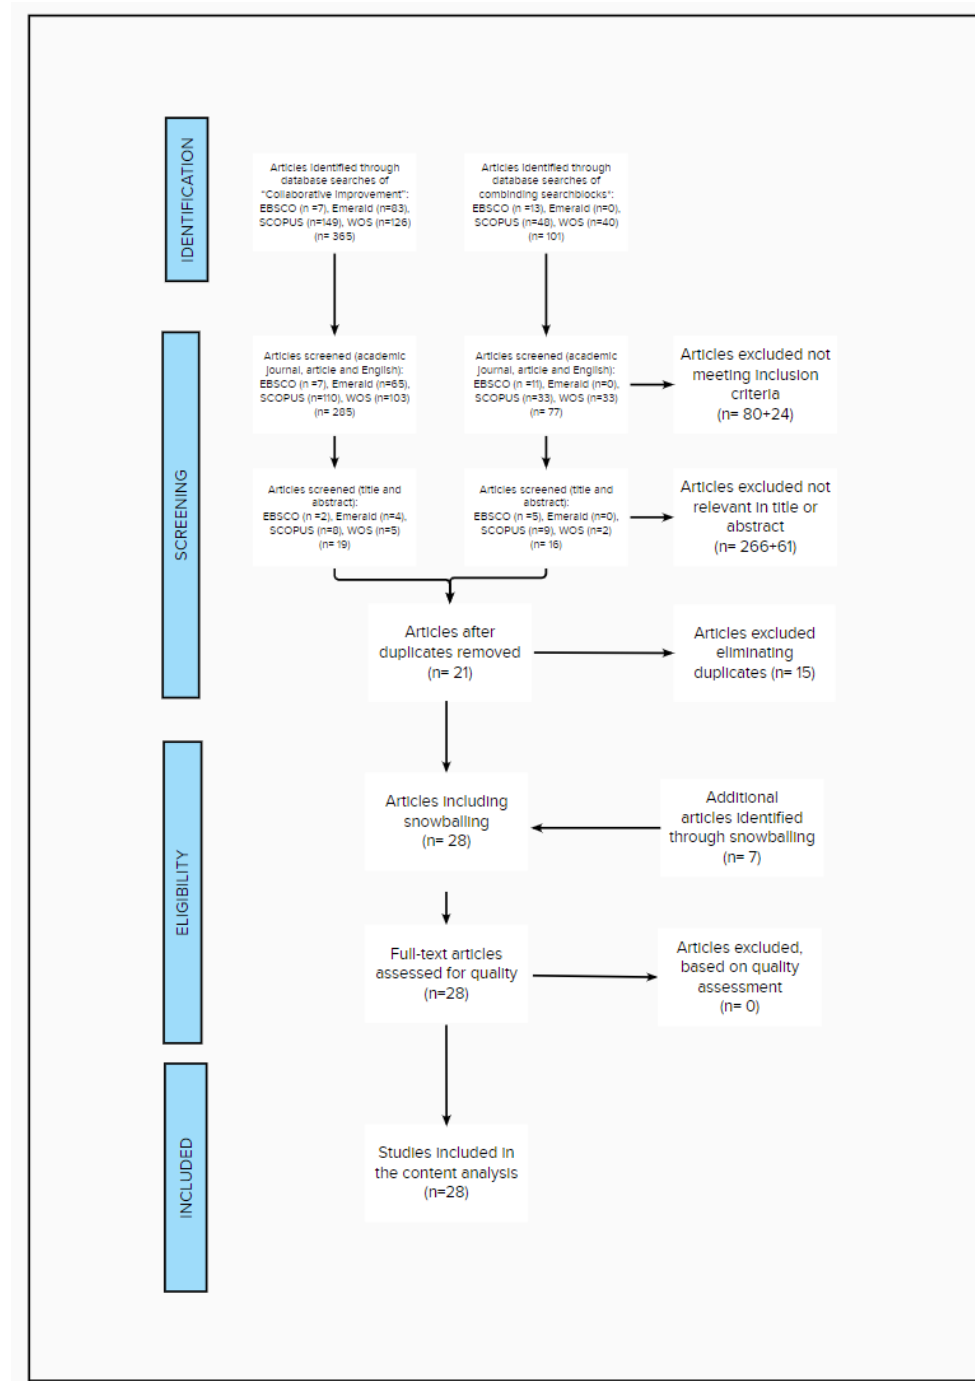 IDENTIFICATION
Articles identified through
database searches of
"Collaborative Improvement":
EBSCO (n =7), Emerald (n=83),
SCOPUS (n=149), WOS (n=126)
(n= 365)
Articles identified through
database searches of
combinding searchblocks*:
EBSCO (n =13), Emerald (n=0),
SCOPUS (n=48), WOS (n=40)
(n= 101)
SCREENING
Articles screened (academic
journal, article and English):
EBSCO (n =7), Emerald (n=65),
SCOPUS (n=110), WOS (n=103)
(n= 285)
Articles screened (academic
journal, article and English):
EBSCO (n =11), Emerald (n=0),
SCOPUS (n=33), WOS (n=33)
(n= 77)
Articles excluded not
meeting inclusion
criteria
(n= 80+24)
Articles screened (title and
abstract):
EBSCO (n =2), Emerald (n=4),
SCOPUS (n=8), WOS (n=5)
(n= 19)
Articles screened (title and
abstract):
EBSCO (n =5), Emerald (n=0),
SCOPUS (n=9), WOS (n=2)
(n= 16)
Articles excluded not
relevant in title or
abstract
(n= 266+61)
Articles after
duplicates removed
(n= 21)
Articles excluded
eliminating
duplicates (n= 15)
ELIGIBILITY
Articles including
snowballing
(n= 28)
Additional
articles identified
through snowballing
(n= 7)
Full-text articles
assessed for quality
(n=28)
Articles excluded,
based on quality
assessment
(n= 0)
INCLUDED
Studies included in
the content analysis
(n=28)